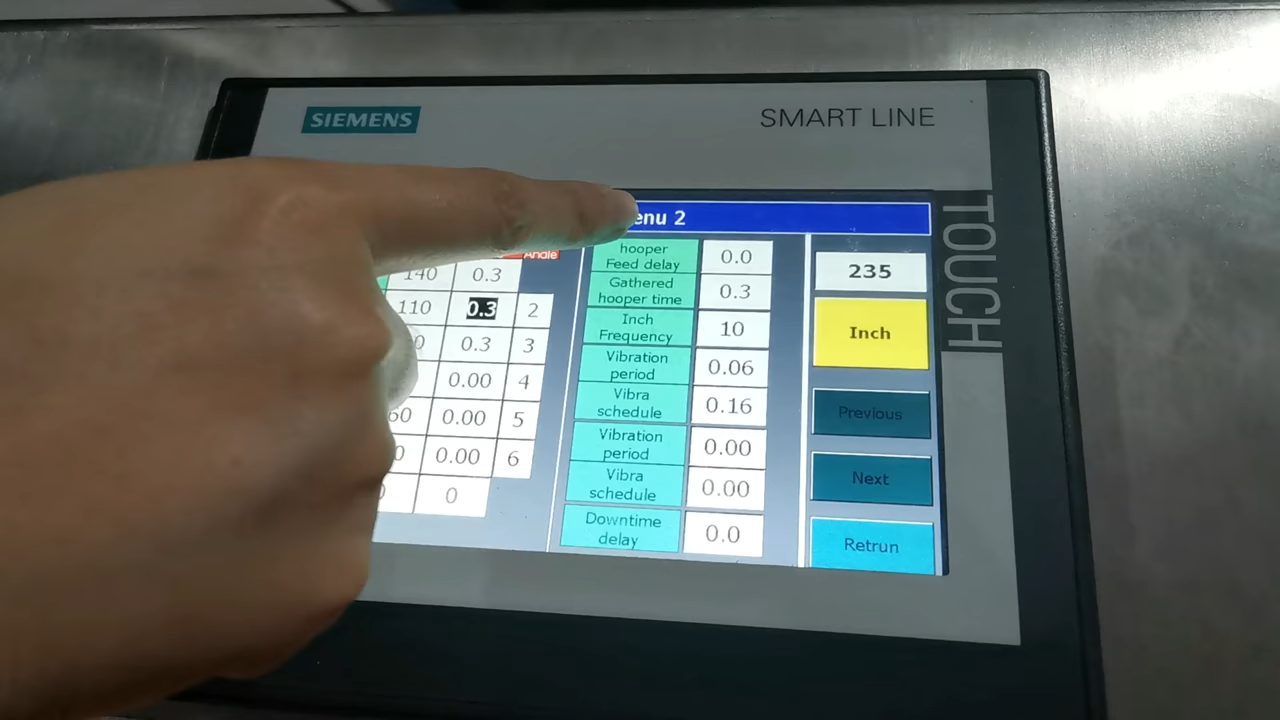 SIEMENS
SMART LINE
TOUCH
enu 2
Angle
140 0.3
110 0.3 2
0 0.3 3
0.00 4
60 0.00 5
0 0.00 6
0
hooper
Feed delay 0.0
Gathered
hooper time 0.3
Inch
Frequency 10
Vibration
period 0.06
Vibra
schedule 0.16
Vibration
period 0.00
Vibra
schedule 0.00
Downtime
delay 0.0
235
Inch
Previous
Next
Retrun